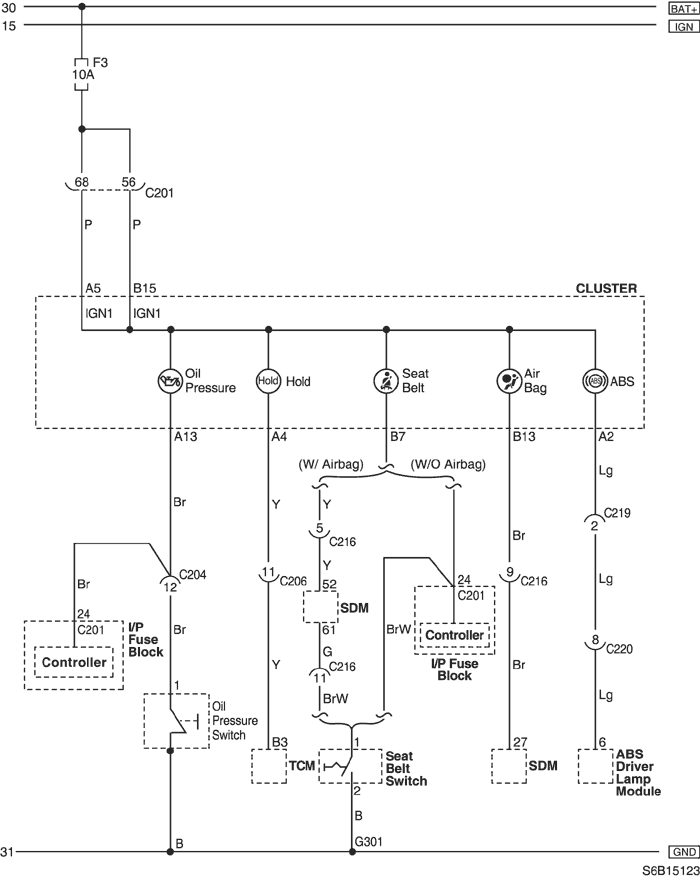 30
BAT+
15
IGN
F3
10A
68
56
C201
P
P
A5
B15
CLUSTER
IGN1
IGN1
Oil
Pressure
Hold
Hold
Seat
Belt
Air
Bag
ABS
ABS
A13
A4
B7
B13
A2
(W/ Airbag)
(W/O Airbag)
Lg
Br
Y
Y
C219
2
5
C216
Br
C204
12
11
C206
Y
9
C216
Lg
Br
24
C201
I/P
Fuse
Block
Controller
Br
52
SDM
61
24
C201
Controller
I/P Fuse
Block
BrW
G
C216
11
BrW
8
C220
Y
Br
Lg
1
Oil
Pressure
Switch
B3
TCM
1
Seat
Belt
Switch
2
27
SDM
6
ABS
Driver
Lamp
Module
B
B
G301
31
GND
S6B15123